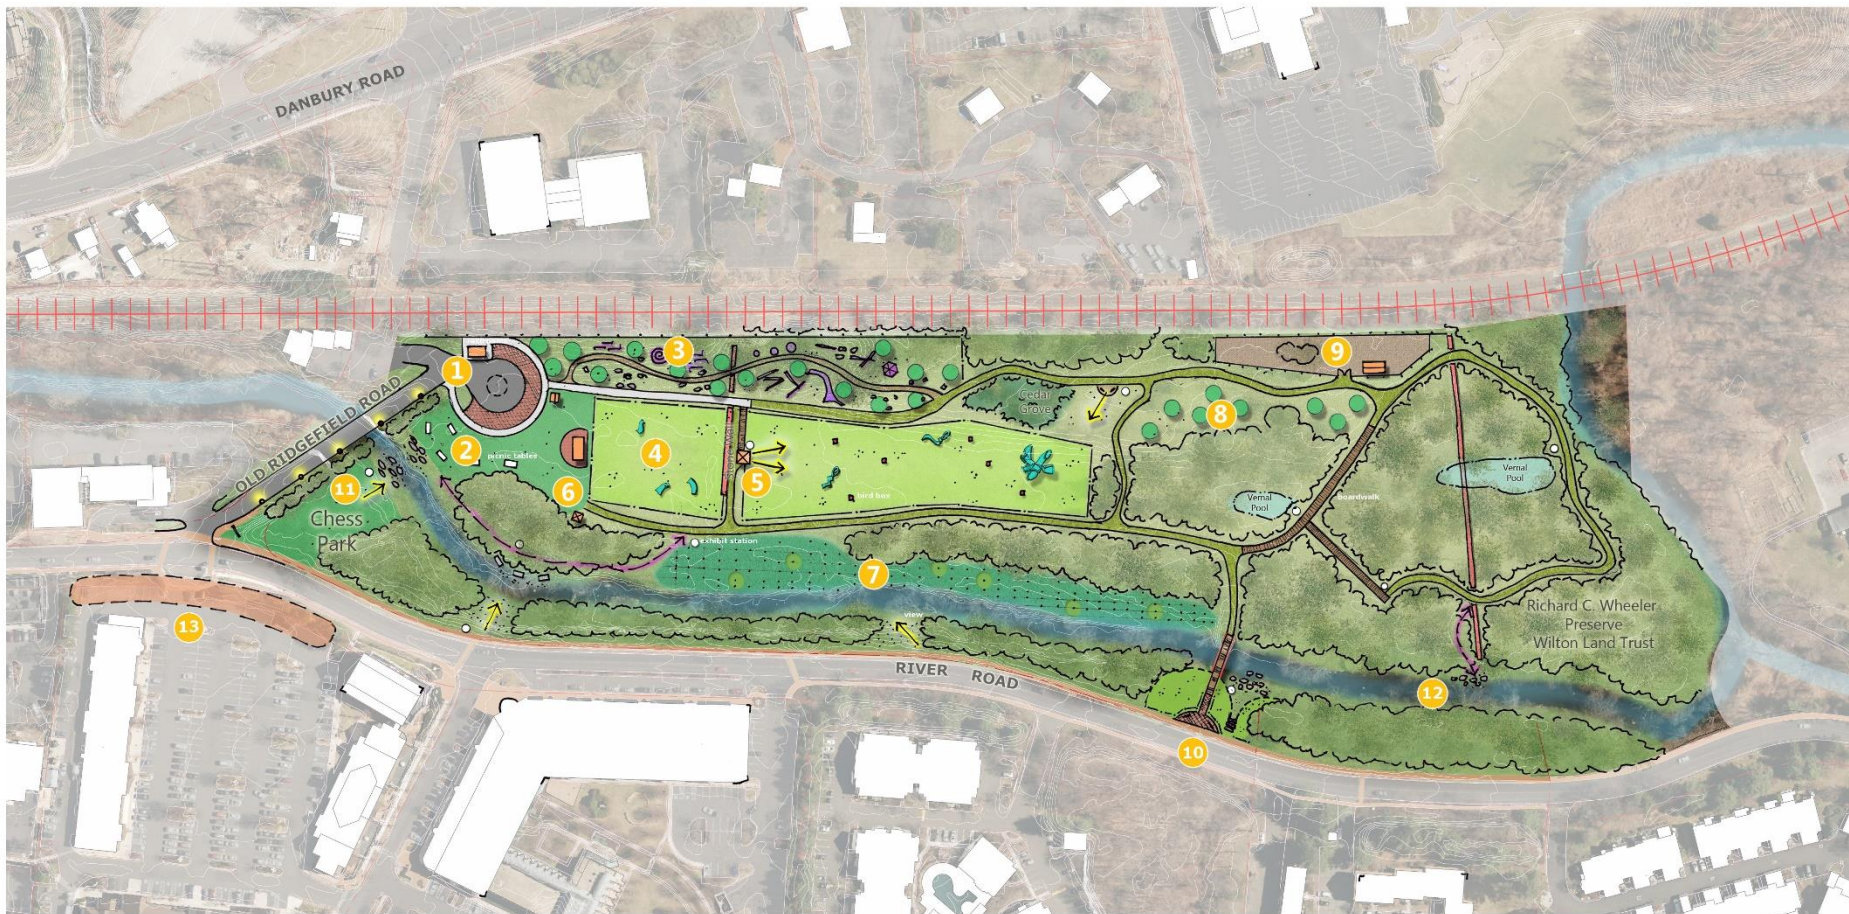 DANBURY ROAD
1
3
9
OLD RIDGEFIELD ROAD
Cedar
Grove
8
2
picnic tables
4
5
11
6
bird box
Vernal
Pool
Vernal
Pool
boardwalk
Chess
Park
exhibit station
7
view
Richard C. Wheeler
Preserve
Wilton Land Trust
13
RIVER ROAD
12
10